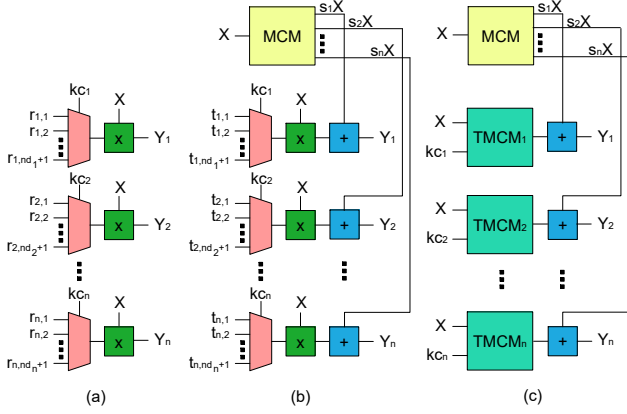 s₁X
s₂X
X
MCM
sₙX
kc₁
X
r₁,₁
r₁,₂
x
Y₁
r₁,nd₁+1
kc₂
X
r₂,₁
r₂,₂
x
Y₂
r₂,nd₂+1
kcₙ
X
rₙ,₁
rₙ,₂
x
Yₙ
rₙ,ndₙ+1
(a)
kc₁
X
t₁,₁
t₁,₂
x
+
Y₁
t₁,nd₁+1
kc₂
X
t₂,₁
t₂,₂
x
+
Y₂
t₂,nd₂+1
kcₙ
X
tₙ,₁
tₙ,₂
x
+
Yₙ
tₙ,ndₙ+1
(b)
s₁X
s₂X
X
MCM
sₙX
X
TMCM₁
+
Y₁
kc₁
X
TMCM₂
+
Y₂
kc₂
X
TMCMₙ
+
Yₙ
kcₙ
(c)